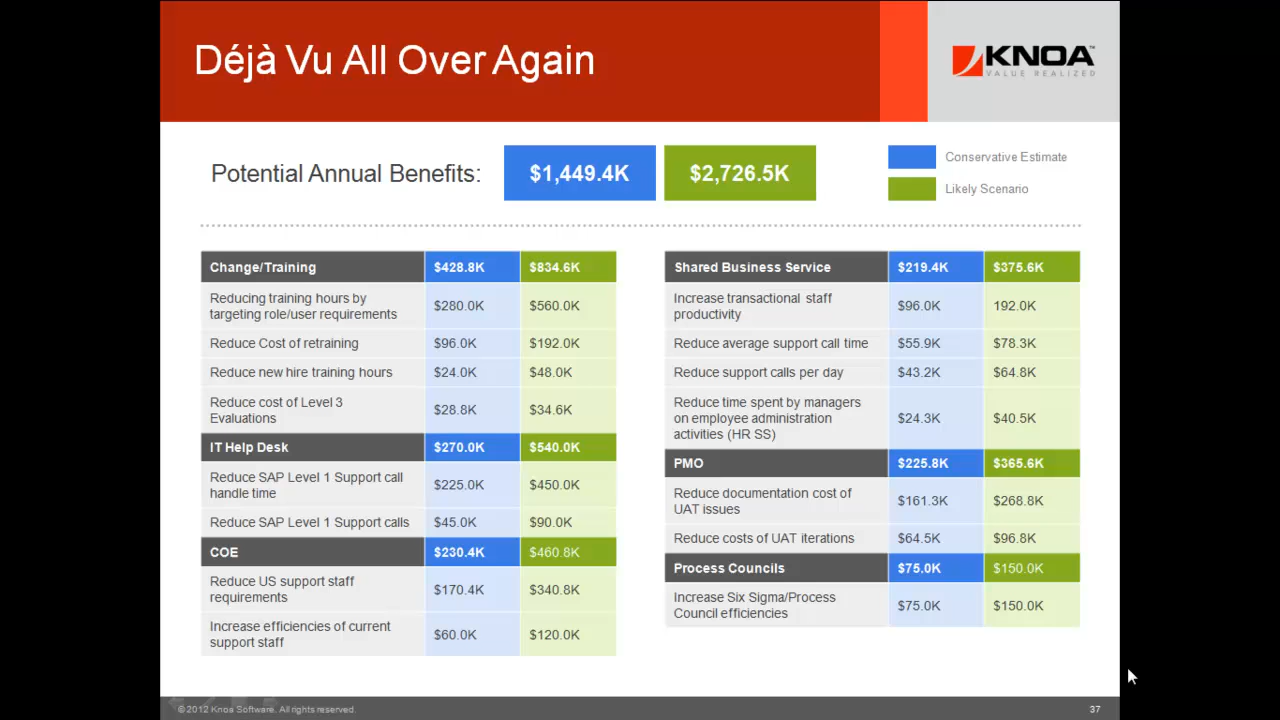 Déjà Vu All Over Again
KNOA™
VALUE REALIZED
Potential Annual Benefits:
$1,449.4K
$2,726.5K
Conservative Estimate
Likely Scenario
Change/Training $428.8K $834.6K
Reducing training hours by
targeting role/user requirements
$280.0K $560.0K
Reduce Cost of retraining $96.0K $192.0K
Reduce new hire training hours $24.0K $48.0K
Reduce cost of Level 3
Evaluations
$28.8K $34.6K
IT Help Desk $270.0K $540.0K
Reduce SAP Level 1 Support call
handle time
$225.0K $450.0K
Reduce SAP Level 1 Support calls $45.0K $90.0K
COE $230.4K $460.8K
Reduce US support staff
requirements
$170.4K $340.8K
Increase efficiencies of current
support staff
$60.0K $120.0K
Shared Business Service $219.4K $375.6K
Increase transactional staff
productivity
$96.0K 192.0K
Reduce average support call time $55.9K $78.3K
Reduce support calls per day $43.2K $64.8K
Reduce time spent by managers
on employee administration
activities (HR SS)
$24.3K $40.5K
PMO $225.8K $365.6K
Reduce documentation cost of
UAT issues
$161.3K $268.8K
Reduce costs of UAT iterations $64.5K $96.8K
Process Councils $75.0K $150.0K
Increase Six Sigma/Process
Council efficiencies
$75.0K $150.0K
© 2012 Knoa Software. All rights reserved.
37